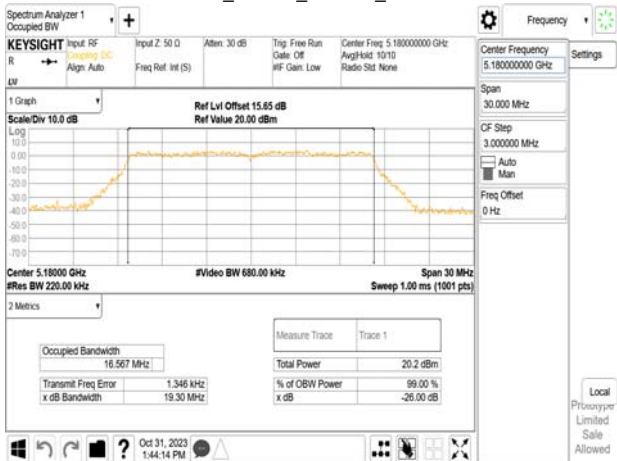 Spectrum Analyzer 1
Occupied BW
Frequency
KEYSIGHT
R
Input: RF
Coupling: DC
Align: Auto
Input Z: 50 Ω
Freq Ref: Int (S)
Atten: 30 dB
Trig: Free Run
Gate: Off
#IF Gain: Low
Center Freq: 5.180000000 GHz
Avg|Hold: 10/10
Radio Std: None
Center Frequency
5.180000000 GHz
Settings
Span
30.000 MHz
CF Step
3.000000 MHz
Auto
Man
Freq Offset
0 Hz
1 Graph
Scale/Div 10.0 dB
Ref Lvl Offset 15.65 dB
Ref Value 20.00 dBm
Log
10.0
0.00
-10.0
-20.0
-30.0
-40.0
-50.0
-60.0
-70.0
Center 5.18000 GHz
#Res BW 220.00 kHz
#Video BW 680.00 kHz
Span 30 MHz
Sweep 1.00 ms (1001 pts)
2 Metrics
Measure Trace Trace 1
Occupied Bandwidth
16.567 MHz
Total Power 20.2 dBm
Transmit Freq Error 1.346 kHz
% of OBW Power 99.00 %
x dB Bandwidth 19.30 MHz
x dB -26.00 dB
Local
Prototype
Limited
Sale
Allowed
?
Oct 31, 2023
1:44:14 PM